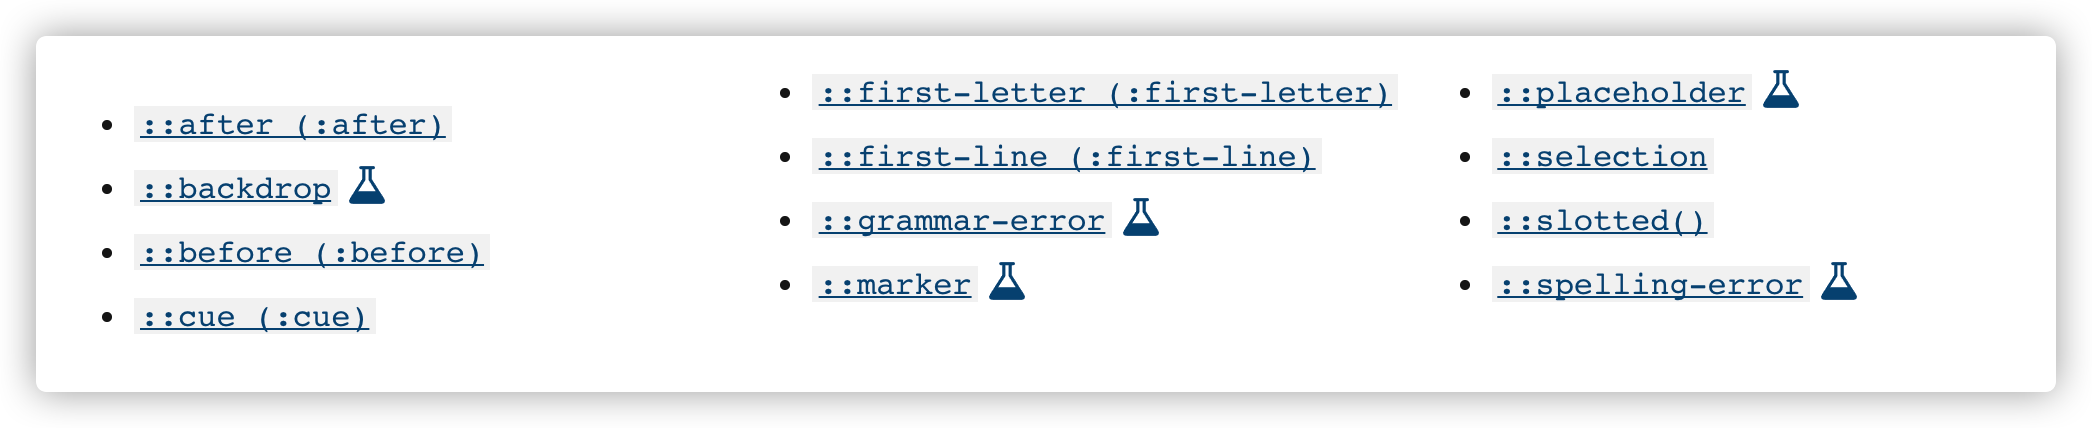 ::after (:after)
::backdrop
::before (:before)
::cue (:cue)
::first-letter (:first-letter)
::first-line (:first-line)
::grammar-error
::marker
::placeholder
::selection
::slotted()
::spelling-error